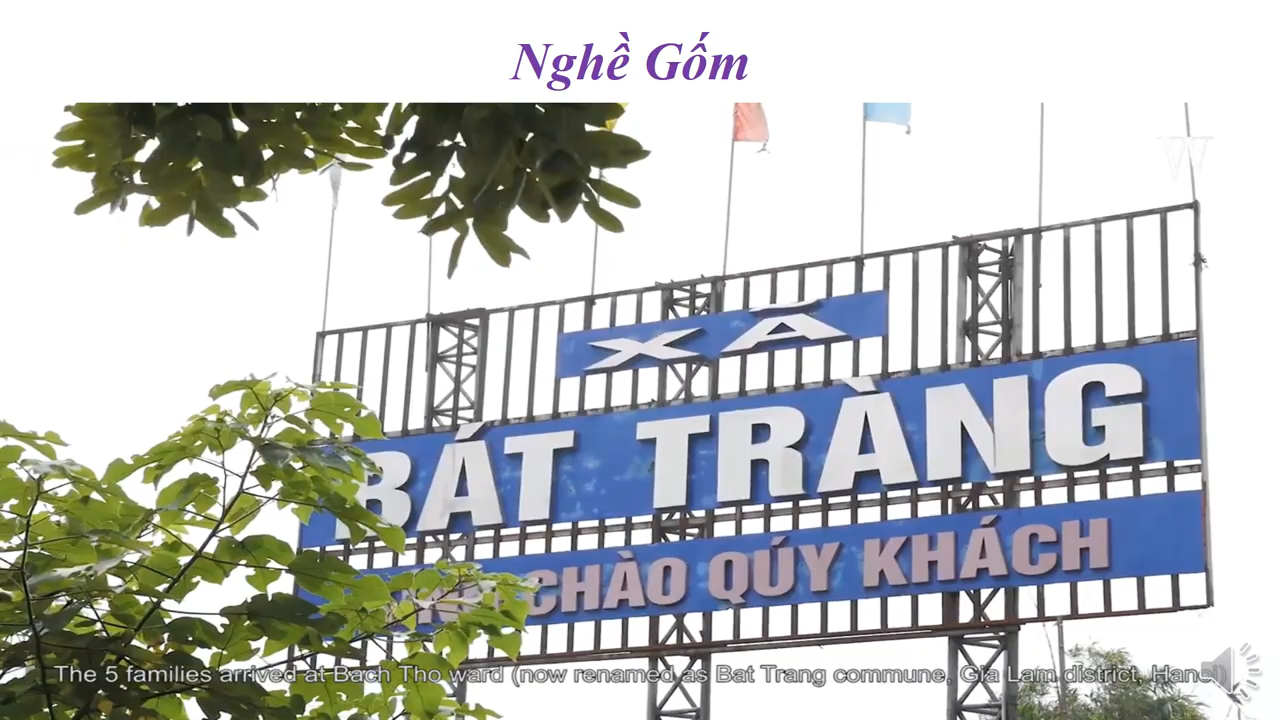 Nghề Gốm
XÃ
BÁT TRÀNG
CHÀO QÚY KHÁCH
The 5 families arrived at Bach Tho ward (now renamed as Bat Trang commune, Gia Lam district,